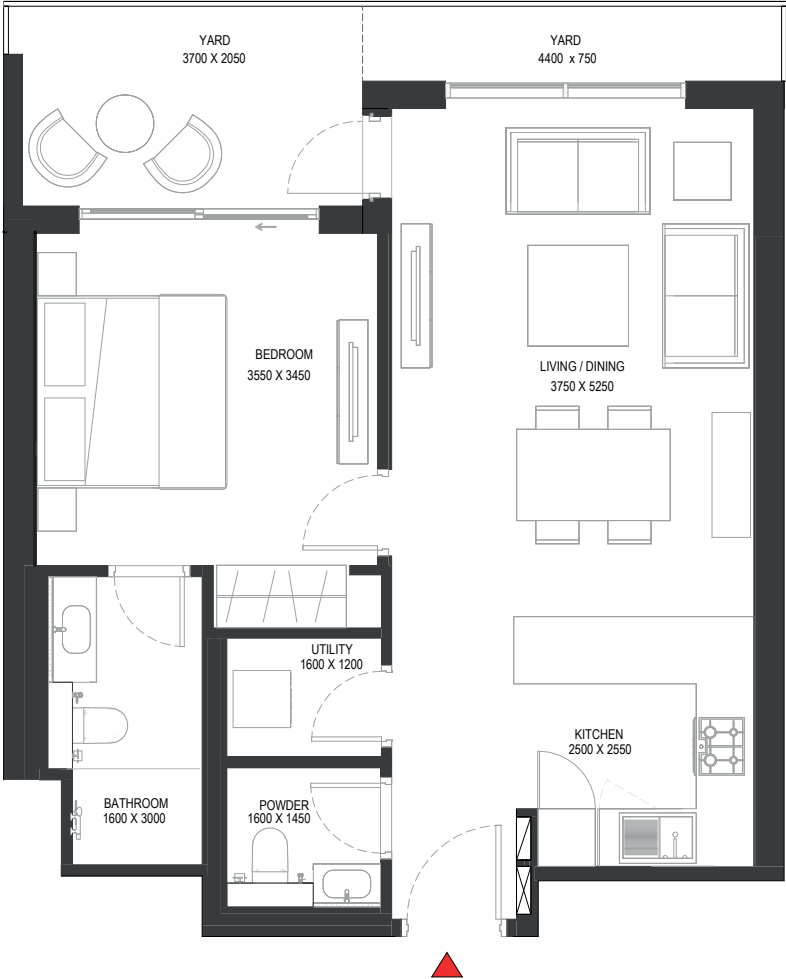 YARD
3700 X 2050
YARD
4400 x 750
BEDROOM
3550 X 3450
LIVING / DINING
3750 X 5250
UTILITY
1600 X 1200
KITCHEN
2500 X 2550
BATHROOM
1600 X 3000
POWDER
1600 X 1450